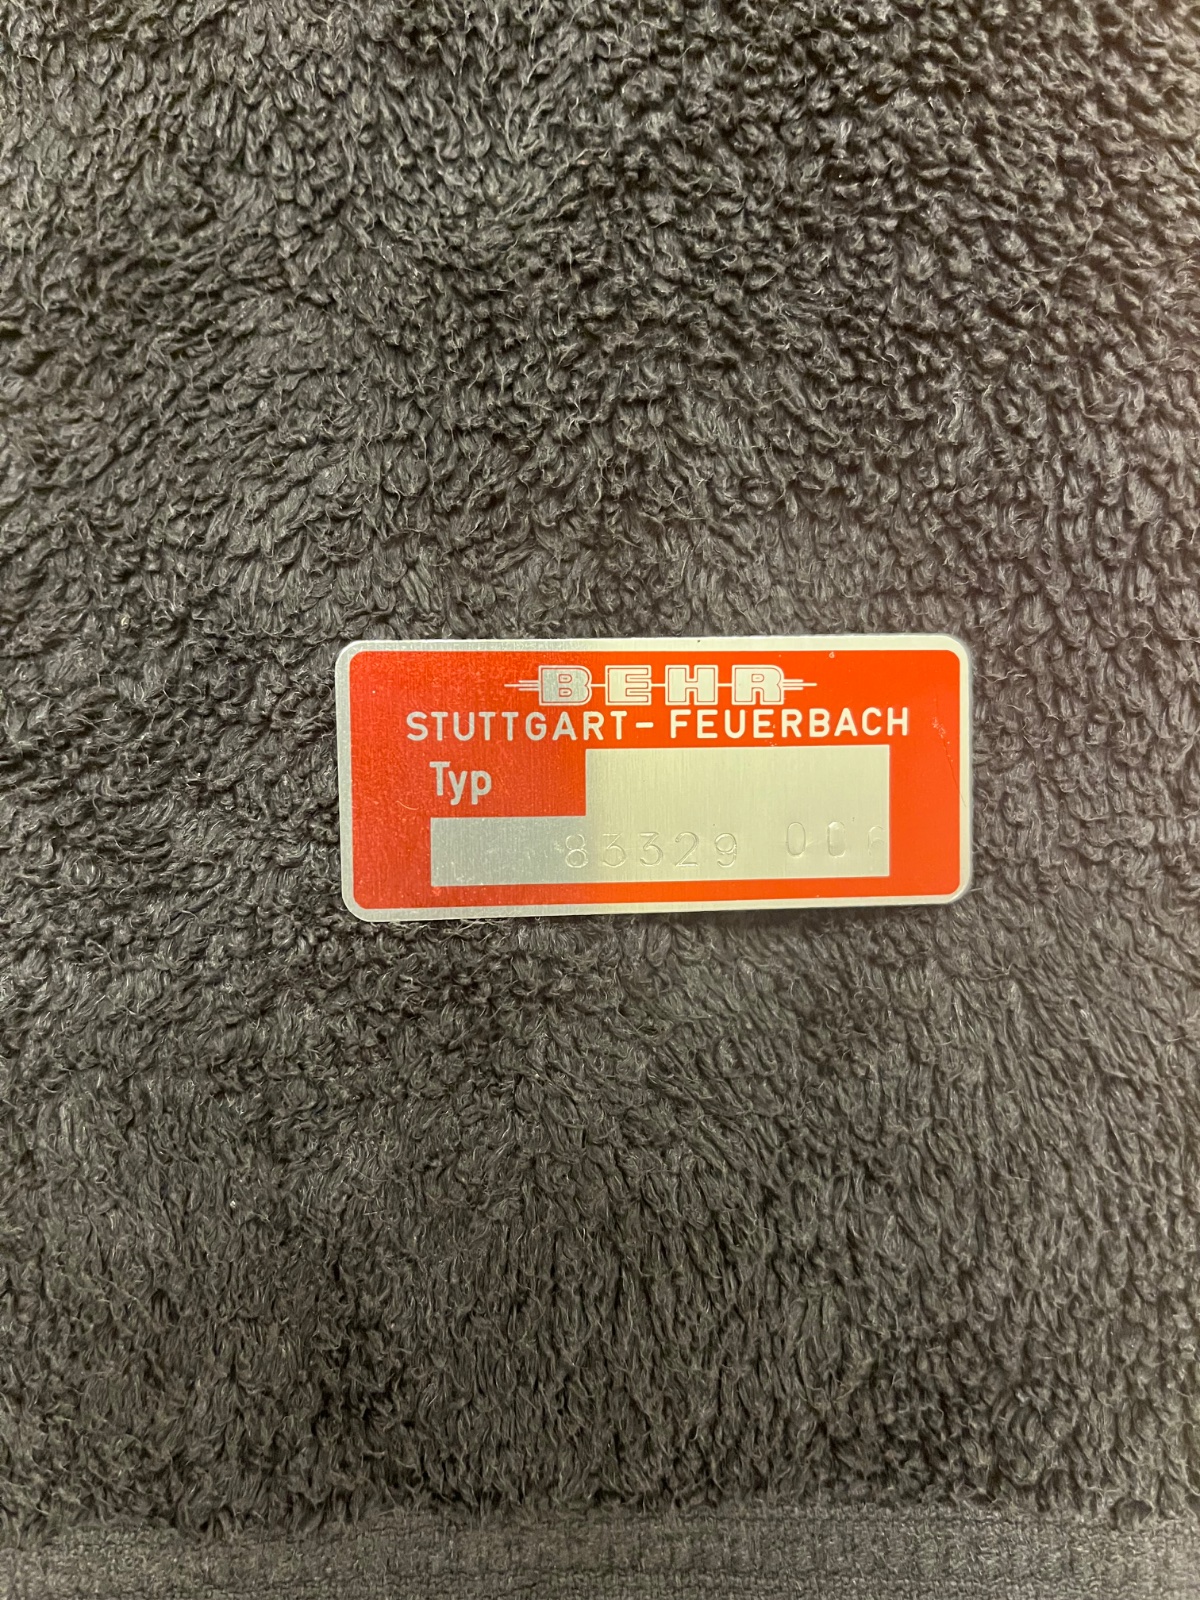 BEHR
STUTTGART-FEUERBACH
Typ
83329